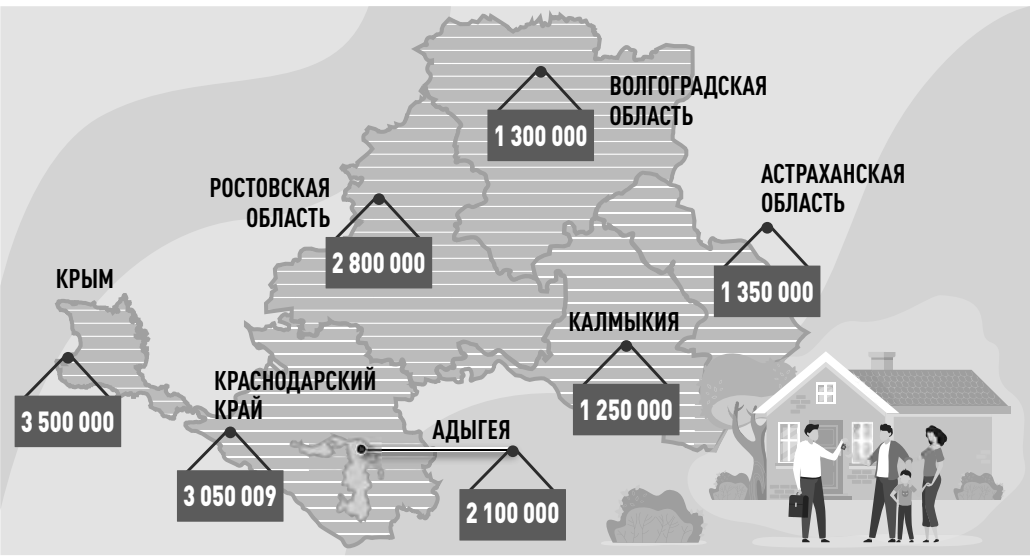 ВОЛГОГРАДСКАЯ
ОБЛАСТЬ
1 300 000
АСТРАХАНСКАЯ
ОБЛАСТЬ
1 350 000
РОСТОВСКАЯ
ОБЛАСТЬ
2 800 000
КРЫМ
3 500 000
КАЛМЫКИЯ
1 250 000
КРАСНОДАРСКИЙ
КРАЙ
3 050 009
АДЫГЕЯ
2 100 000